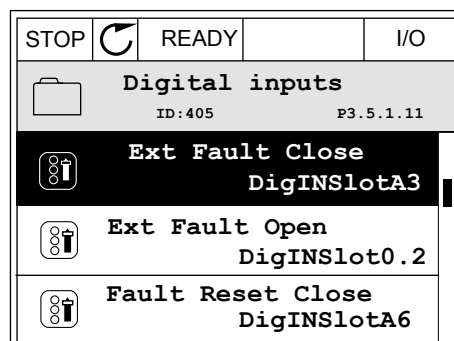 STOP READY I/O
Digital inputs
ID:405 P3.5.1.11
Ext Fault Close
DigINSlotA3
Ext Fault Open
DigINSlot0.2
Fault Reset Close
DigINSlotA6